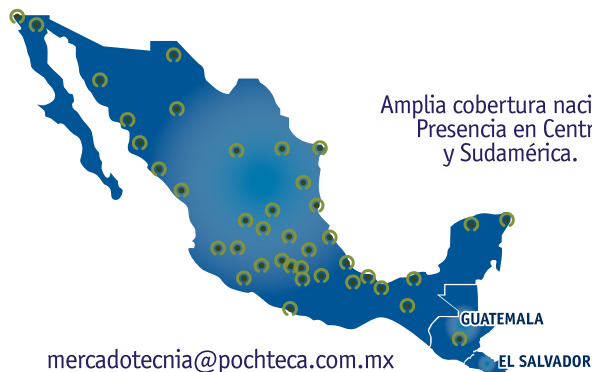 Amplia cobertura naci
Presencia en Centr
y Sudamérica.
GUATEMALA
EL SALVADOR
mercadotecnia@pochteca.com.mx